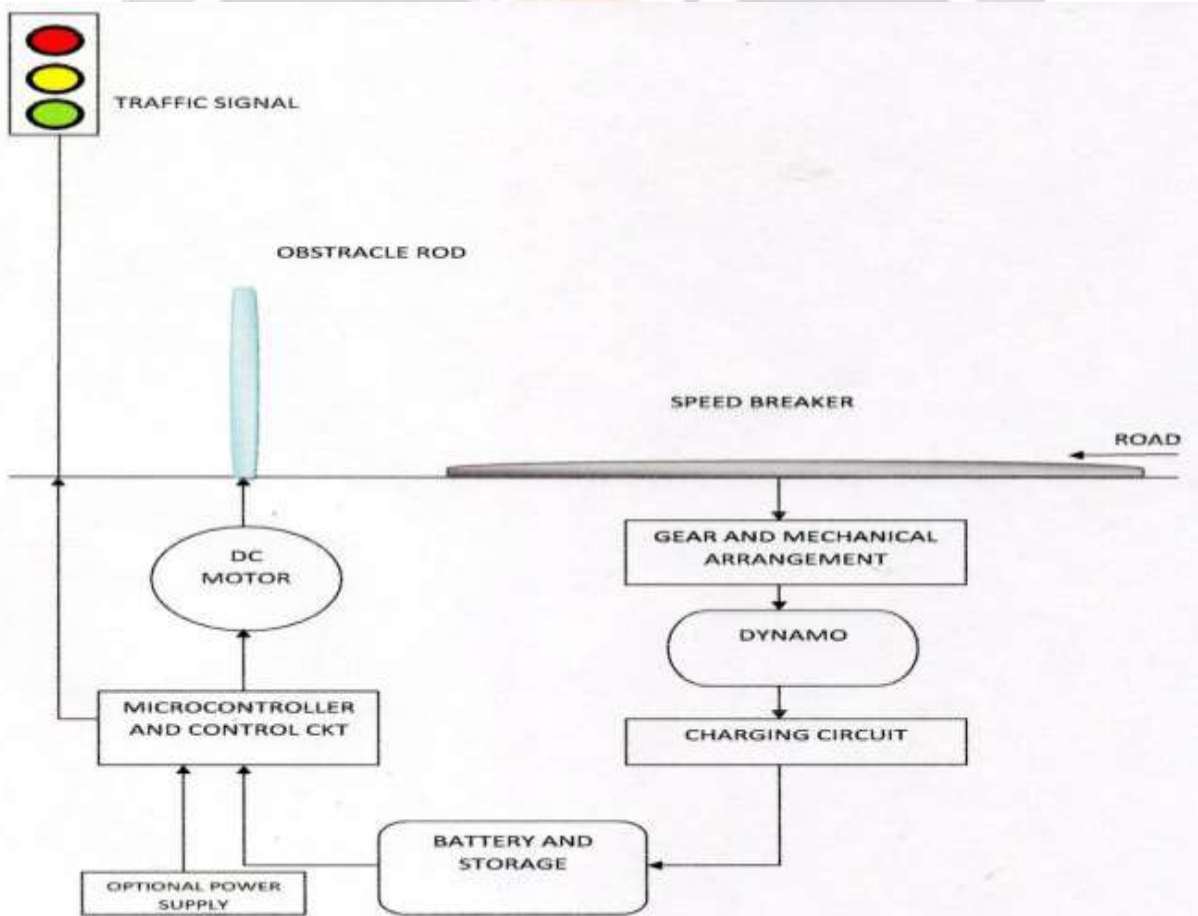 TRAFFIC SIGNAL
OBSTRACLE ROD
SPEED BREAKER
ROAD
GEAR AND MECHANICAL
ARRANGEMENT
DC
MOTOR
DYNAMO
MICROCONTROLLER
AND CONTROL CKT
CHARGING CIRCUIT
BATTERY AND
STORAGE
OPTIONAL POWER
SUPPLY